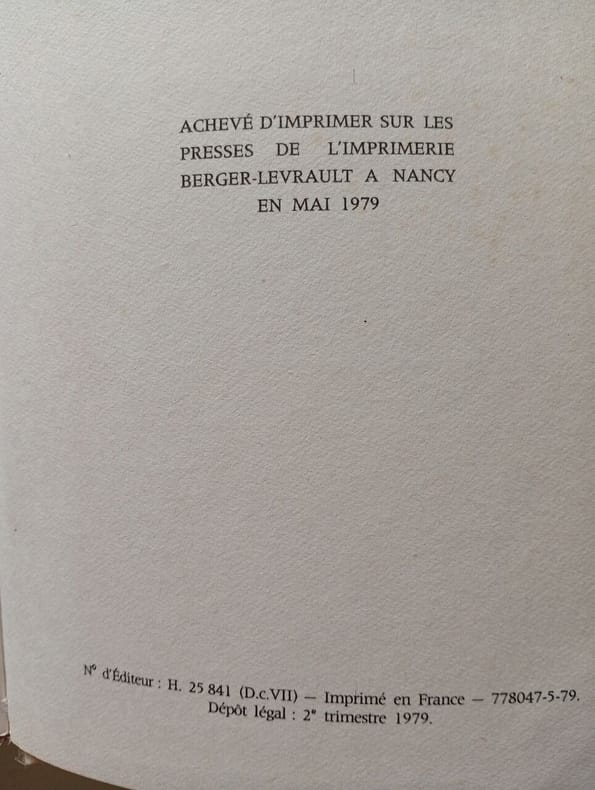 ACHEVÉ D'IMPRIMER SUR LES
PRESSES DE L'IMPRIMERIE
BERGER-LEVRAULT A NANCY
EN MAI 1979
N° d'Éditeur : H. 25 841 (D.c.VII) — Imprimé en France — 778047-5-79.
Dépôt légal : 2e trimestre 1979.